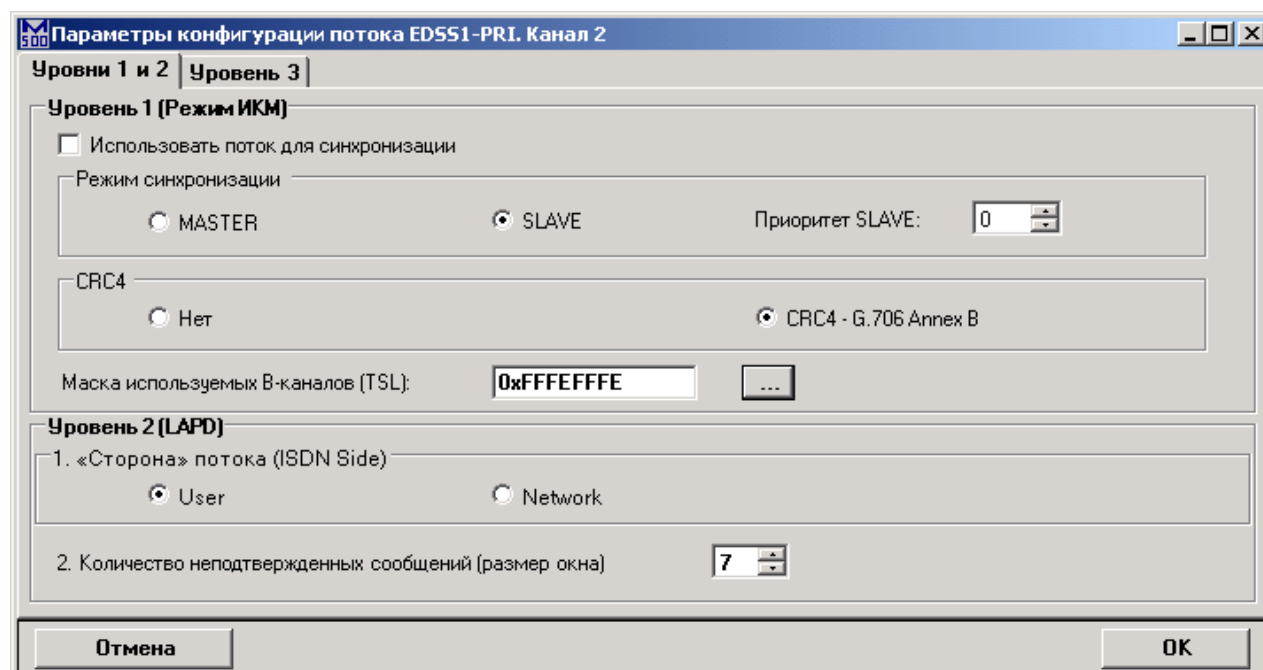 M 500 Параметры конфигурации потока EDSS1-PRI. Канал 2
Уровни 1 и 2 Уровень 3
Уровень 1 (Режим ИКМ)
Использовать поток для синхронизации
Режим синхронизации
MASTER SLAVE Приоритет SLAVE: 0
CRC4
Нет CRC4 - G.706 Annex B
Маска используемых В-каналов (TSL): 0xFFFEFFFE ...
Уровень 2 (LAPD)
1. «Сторона» потока (ISDN Side)
User Network
2. Количество неподтвержденных сообщений (размер окна) 7
Отмена OK